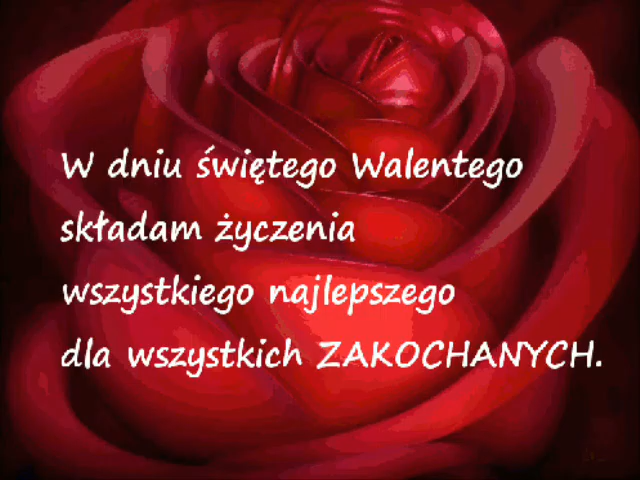 W dniu świętego Walentego
składam życzenia
wszystkiego najlepszego
dla wszystkich ZAKOCHANYCH.